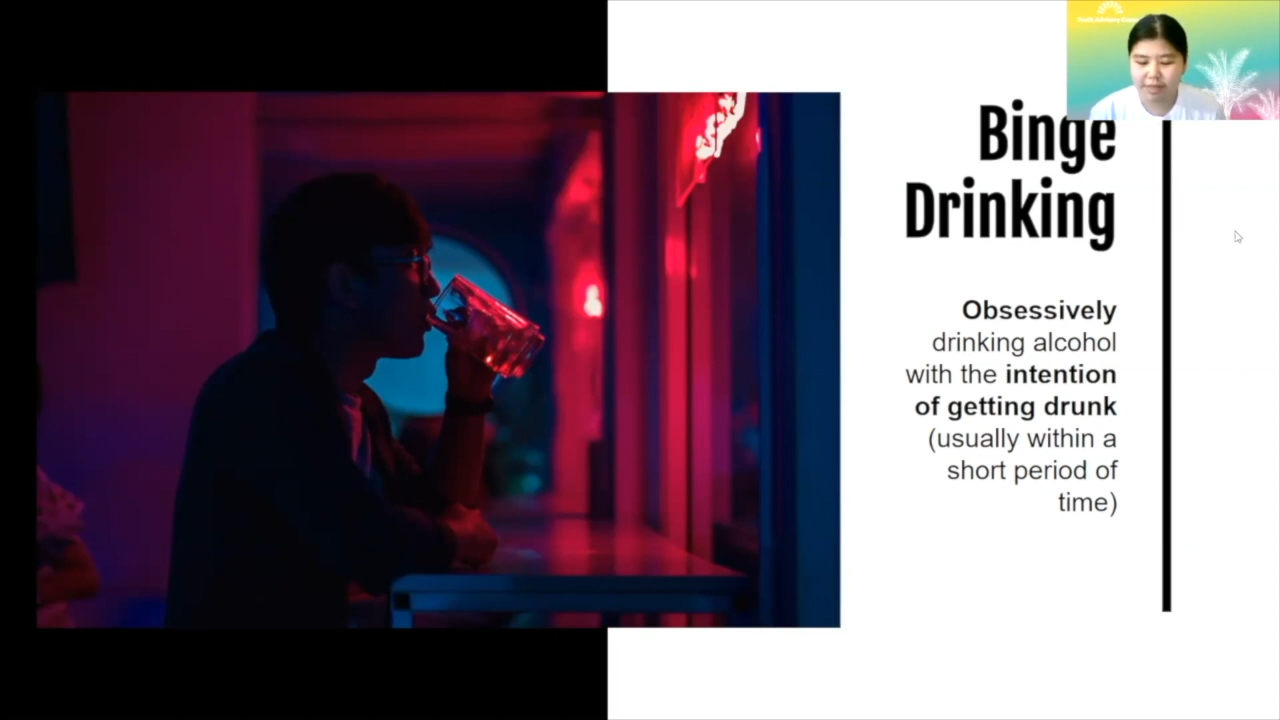 Binge
Drinking
Obsessively
drinking alcohol
with the intention
of getting drunk
(usually within a
short period of
time)